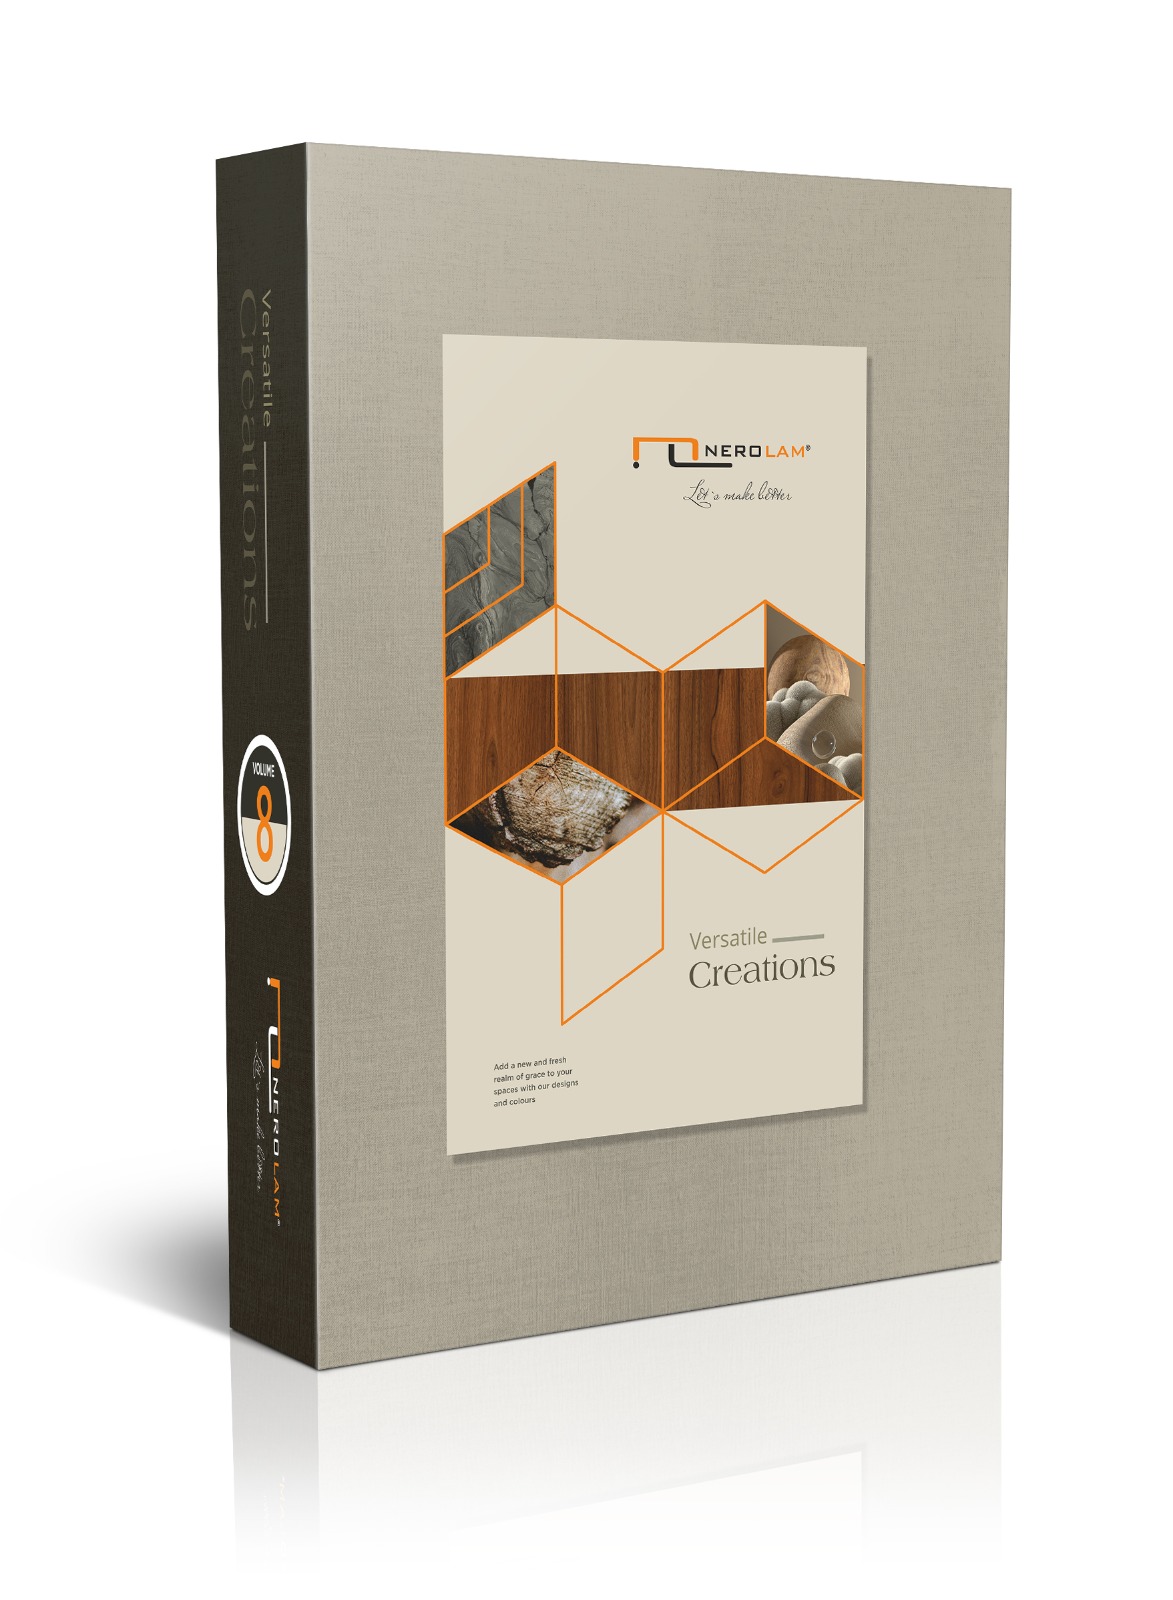 Versatile
Creations
VOLUME
8
NEROLAM®
Let's make better
NEROLAM®
Let's make better
Versatile
Creations
Add a new and fresh
realm of grace to your
spaces with our designs
and colours